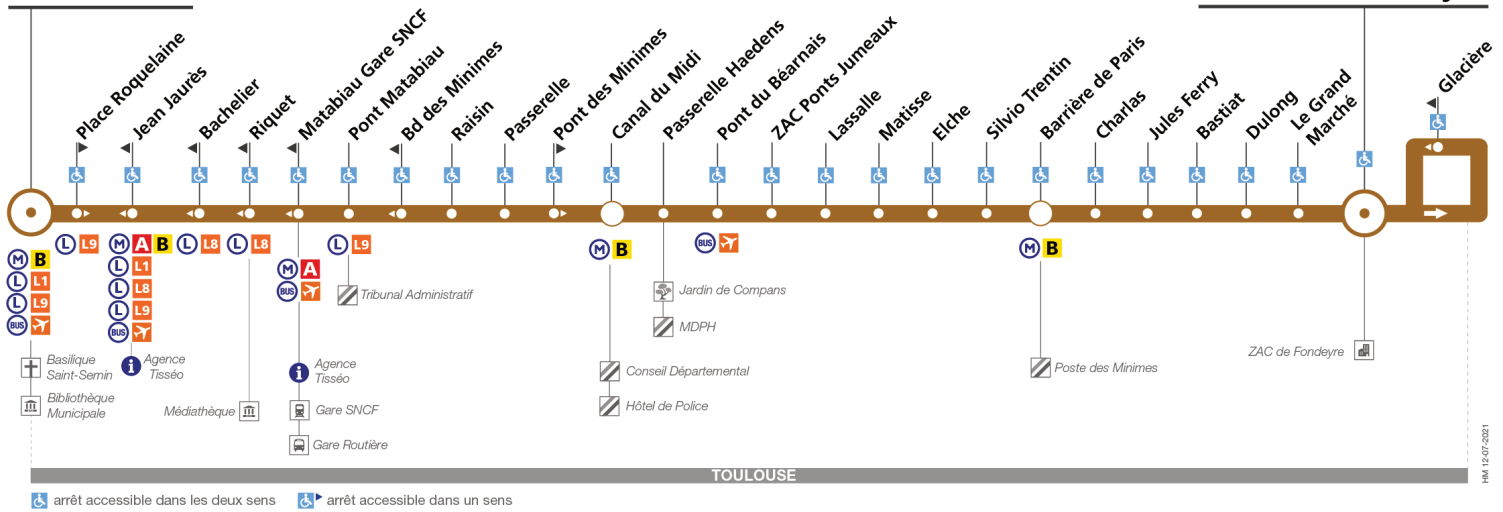 Place Roquelaine
Jean Jaurès
Bachelier
Riquet
Matabiau Gare SNCF
Pont Matabiau
Bd des Minimes
Raisin
Passerelle
Pont des Minimes
Canal du Midi
Passerelle Haedens
Pont du Béarnais
ZAC Ponts Jumeaux
Lassalle
Matisse
Elche
Silvio Trentin
Barrière de Paris
Charlas
Jules Ferry
Bastiat
Dulong
Le Grand
Marché
Glacière
M B
L L1
L L9
BUS
Basilique
Saint-Sernin
Bibliothèque
Municipale
L L9
M A B
L L1
L L8
L L9
BUS
Agence
Tisséo
L L8
L L8
Médiathèque
M A
BUS
Agence
Tisséo
Gare SNCF
Gare Routière
L L9
Tribunal Administratif
M B
Conseil Départemental
Hôtel de Police
Jardin de Compans
MDPH
BUS
M B
Poste des Minimes
ZAC de Fondeyre
TOULOUSE
arrêt accessible dans les deux sens
arrêt accessible dans un sens
HM 12-07-2021